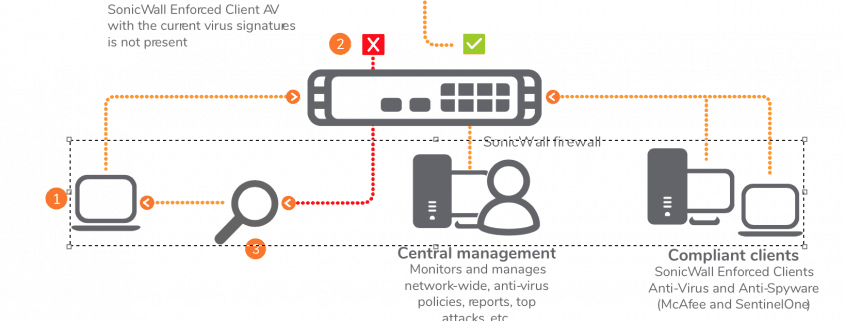 SonicWall Enforced Client AV
with the current virus signatures
is not present
2
SonicWall firewall
1
3
Central management
Monitors and manages
network-wide, anti-virus
policies, reports, top
attacks, etc
Compliant clients
SonicWall Enforced Clients
Anti-Virus and Anti-Spyware
(McAfee and SentinelOne)